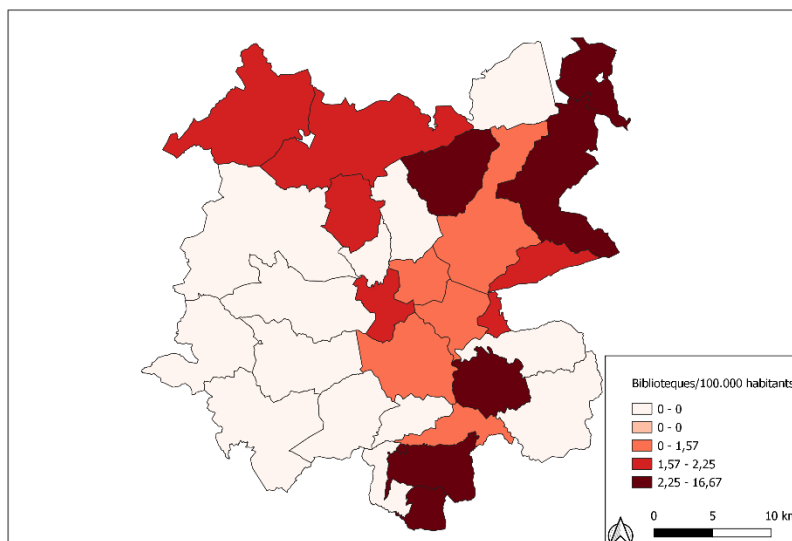 Biblioteques/100.000 habitants
0 - 0
0 - 0
0 - 1,57
1,57 - 2,25
2,25 - 16,67
0 5 10 km